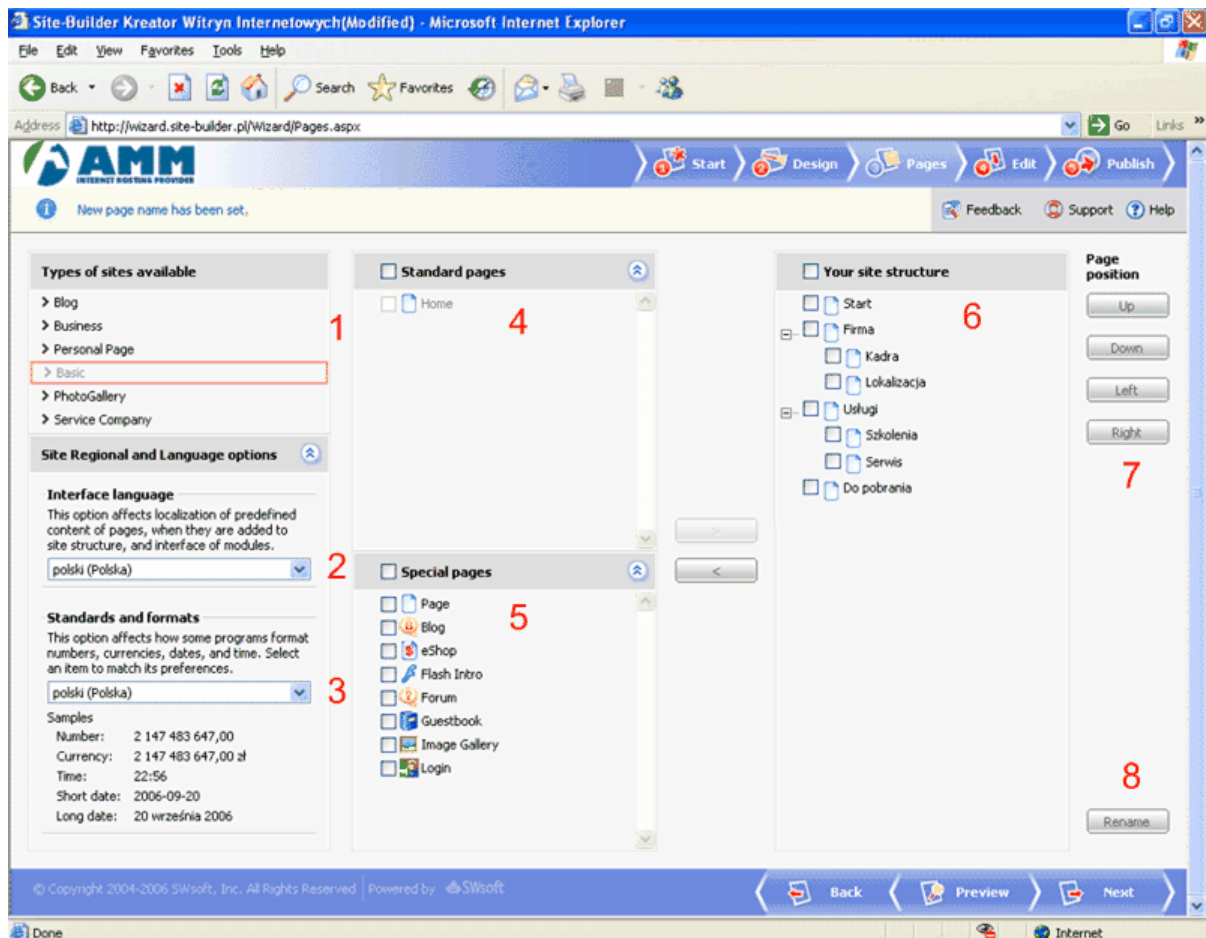 Site-Builder Kreator Witryn Internetowych(Modified) - Microsoft Internet Explorer
File Edit View Favorites Tools Help
Back Search Favorites
Address http://wizard.site-builder.pl/Wizard/Pages.aspx Go Links »
AMM
INTERNET HOSTING PROVIDER
1 Start 2 Design 3 Pages 4 Edit 5 Publish
New page name has been set.
Feedback Support Help
Types of sites available
Blog
Business
Personal Page
Basic
PhotoGallery
Service Company
1
Site Regional and Language options
Interface language
This option affects localization of predefined
content of pages, when they are added to
site structure, and interface of modules.
polski (Polska)
2
Standards and formats
This option affects how some programs format
numbers, currencies, dates, and time. Select
an item to match its preferences.
polski (Polska)
3
Samples
Number: 2 147 483 647,00
Currency: 2 147 483 647,00 zł
Time: 22:56
Short date: 2006-09-20
Long date: 20 września 2006
Standard pages
Home
4
Special pages
Page
Blog
eShop
Flash Intro
Forum
Guestbook
Image Gallery
Login
5
>
<
Your site structure
Start
Firma
Kadra
Lokalizacja
Usługi
Szkolenia
Serwis
Do pobrania
6
Page
position
Up
Down
Left
Right
7
8
Rename
© Copyright 2004-2006 SWsoft, Inc. All Rights Reserved Powered by SWsoft
Back Preview Next
Done Internet